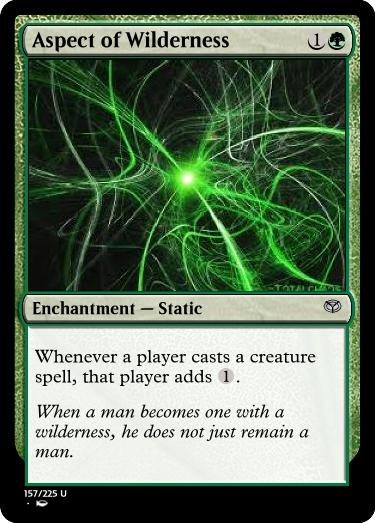 Aspect of Wilderness 1
Enchantment — Static
Whenever a player casts a creature
spell, that player adds 1.
When a man becomes one with a
wilderness, he does not just remain a
man.
157/225 U